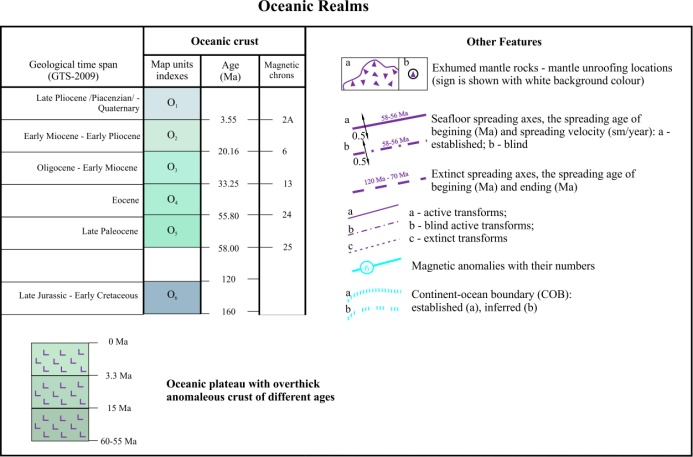 Oceanic Realms
Geological time span
(GTS-2009)
Oceanic crust
Map units
indexes
Age
(Ma)
Magnetic
chrons
Late Pliocene /Piacenzian/ -
Quaternary
O1
3.55
2A
Early Miocene - Early Pliocene
O2
20.16
6
Oligocene - Early Miocene
O3
33.25
13
Eocene
O4
55.80
24
Late Paleocene
O5
58.00
25
120
Late Jurassic - Early Cretaceous
O6
160
0 Ma
3.3 Ma
15 Ma
60-55 Ma
Oceanic plateau with overthick
anomaleous crust of different ages
Other Features
a
b
Exhumed mantle rocks - mantle unroofing locations
(sign is shown with white background colour)
a
58-56 Ma
0.5
b
58-56 Ma
0.5
Seafloor spreading axes, the spreading age of
begining (Ma) and spreading velocity (sm/year): a -
established; b - blind
120 Ma - 70 Ma
Extinct spreading axes, the spreading age of
begining (Ma) and ending (Ma)
a
b
c
a - active transforms;
b - blind active transforms;
c - extinct transforms
Magnetic anomalies with their numbers
a
b
Continent-ocean boundary (COB):
established (a), inferred (b)